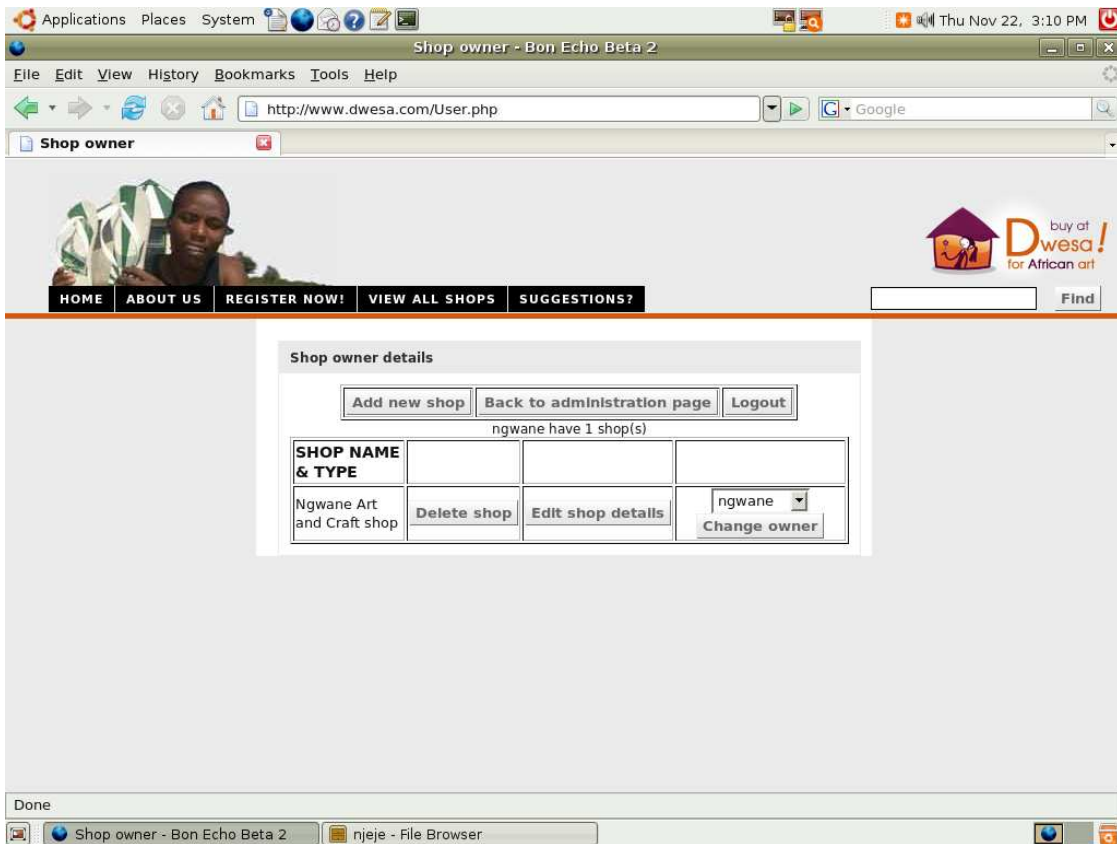 Applications Places System Thu Nov 22, 3:10 PM
Shop owner - Bon Echo Beta 2
File Edit View History Bookmarks Tools Help
http://www.dwesa.com/User.php G Google
Shop owner
buy at
Dwesa!
for African art
HOME ABOUT US REGISTER NOW! VIEW ALL SHOPS SUGGESTIONS? Find
Shop owner details
Add new shop Back to administration page Logout
ngwane have 1 shop(s)
SHOP NAME
& TYPE
Ngwane Art
and Craft shop
Delete shop Edit shop details
ngwane
Change owner
Done
Shop owner - Bon Echo Beta 2 njeje - File Browser